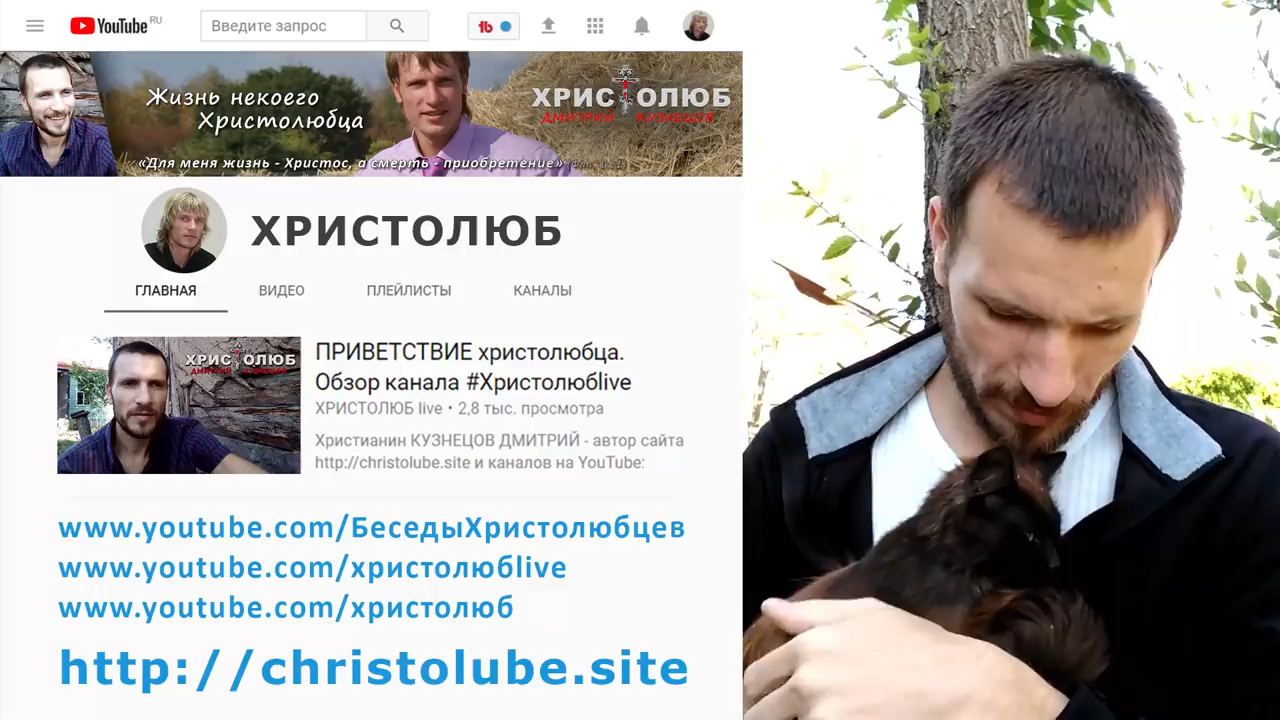 YouTube RU
Введите запрос
Жизнь некоего
Христолюбца
ХРИСТОЛЮБ
ДМИТРИЙ КУЗНЕЦОВ
«Для меня жизнь - Христос, а смерть - приобретение»
ХРИСТОЛЮБ
ГЛАВНАЯ ВИДЕО ПЛЕЙЛИСТЫ КАНАЛЫ
ХРИСТОЛЮБ
ДМИТРИЙ КУЗНЕЦОВ
ПРИВЕТСТВИЕ христолюбца.
Обзор канала #Христолюбlive
ХРИСТОЛЮБ live • 2,8 тыс. просмотра
Христианин КУЗНЕЦОВ ДМИТРИЙ - автор сайта
http://christolube.site и каналов на YouTube:
www.youtube.com/БеседыХристолюбцев
www.youtube.com/христолюбlive
www.youtube.com/христолюб
http://christolube.site